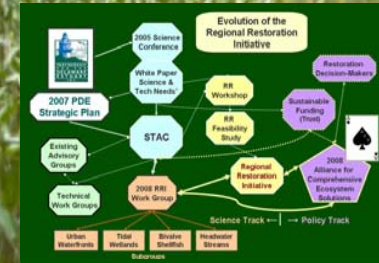 Evolution of the
Regional Restoration
Initiative
2005 Science
Conference
DELAWARE
ESTUARY
White Paper
Science &
Tech Needs'
2007 PDE
Strategic Plan
RR
Workshop
Restoration
Decision-Makers
Sustainable
Funding
(Trust)
STAC
RR
Feasibility
Study
Existing
Advisory
Groups
Regional
Restoration
Initiative
2008
Alliance for
Comprehensive
Ecosystem
Solutions
Technical
Work Groups
2008 RRI
Work Group
Science Track
Policy Track
Urban
Waterfronts
Tidal
Wetlands
Bivalve
Shellfish
Headwater
Streams
Subgroups